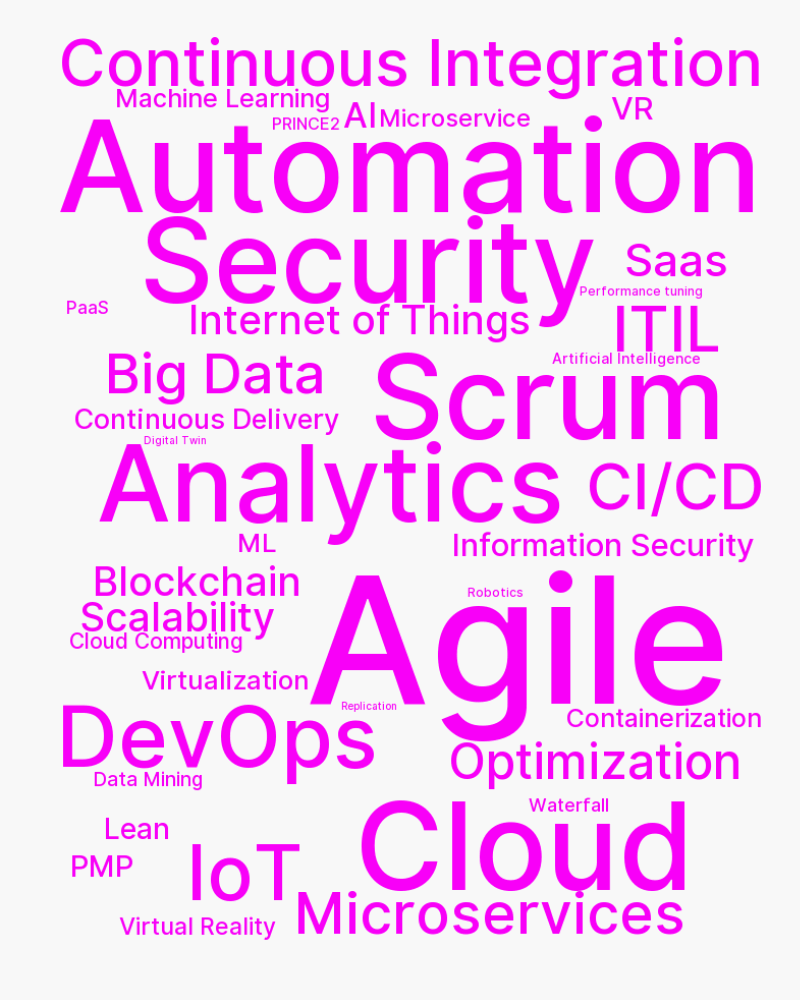 Continuous Integration
Machine Learning
PRINCE2
AI
Microservice
VR
Automation
Security
Saas
Performance tuning
PaaS
Internet of Things
ITIL
Artificial Intelligence
Big Data
Scrum
Continuous Delivery
Digital Twin
Analytics
CI/CD
ML
Information Security
Blockchain
Agile
Robotics
Scalability
Cloud Computing
Virtualization
Replication
Containerization
DevOps
Optimization
Data Mining
Waterfall
Cloud
Lean
IoT
PMP
Microservices
Virtual Reality